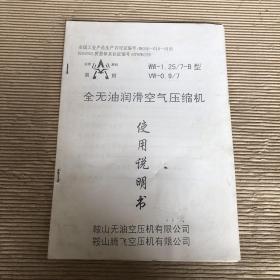 WW-1.25/7-B 型
VW-0.9/7
全无油润滑空气压缩机
使用说明书
鞍山无油空压机有限公司
鞍山腾飞空压机有限公司